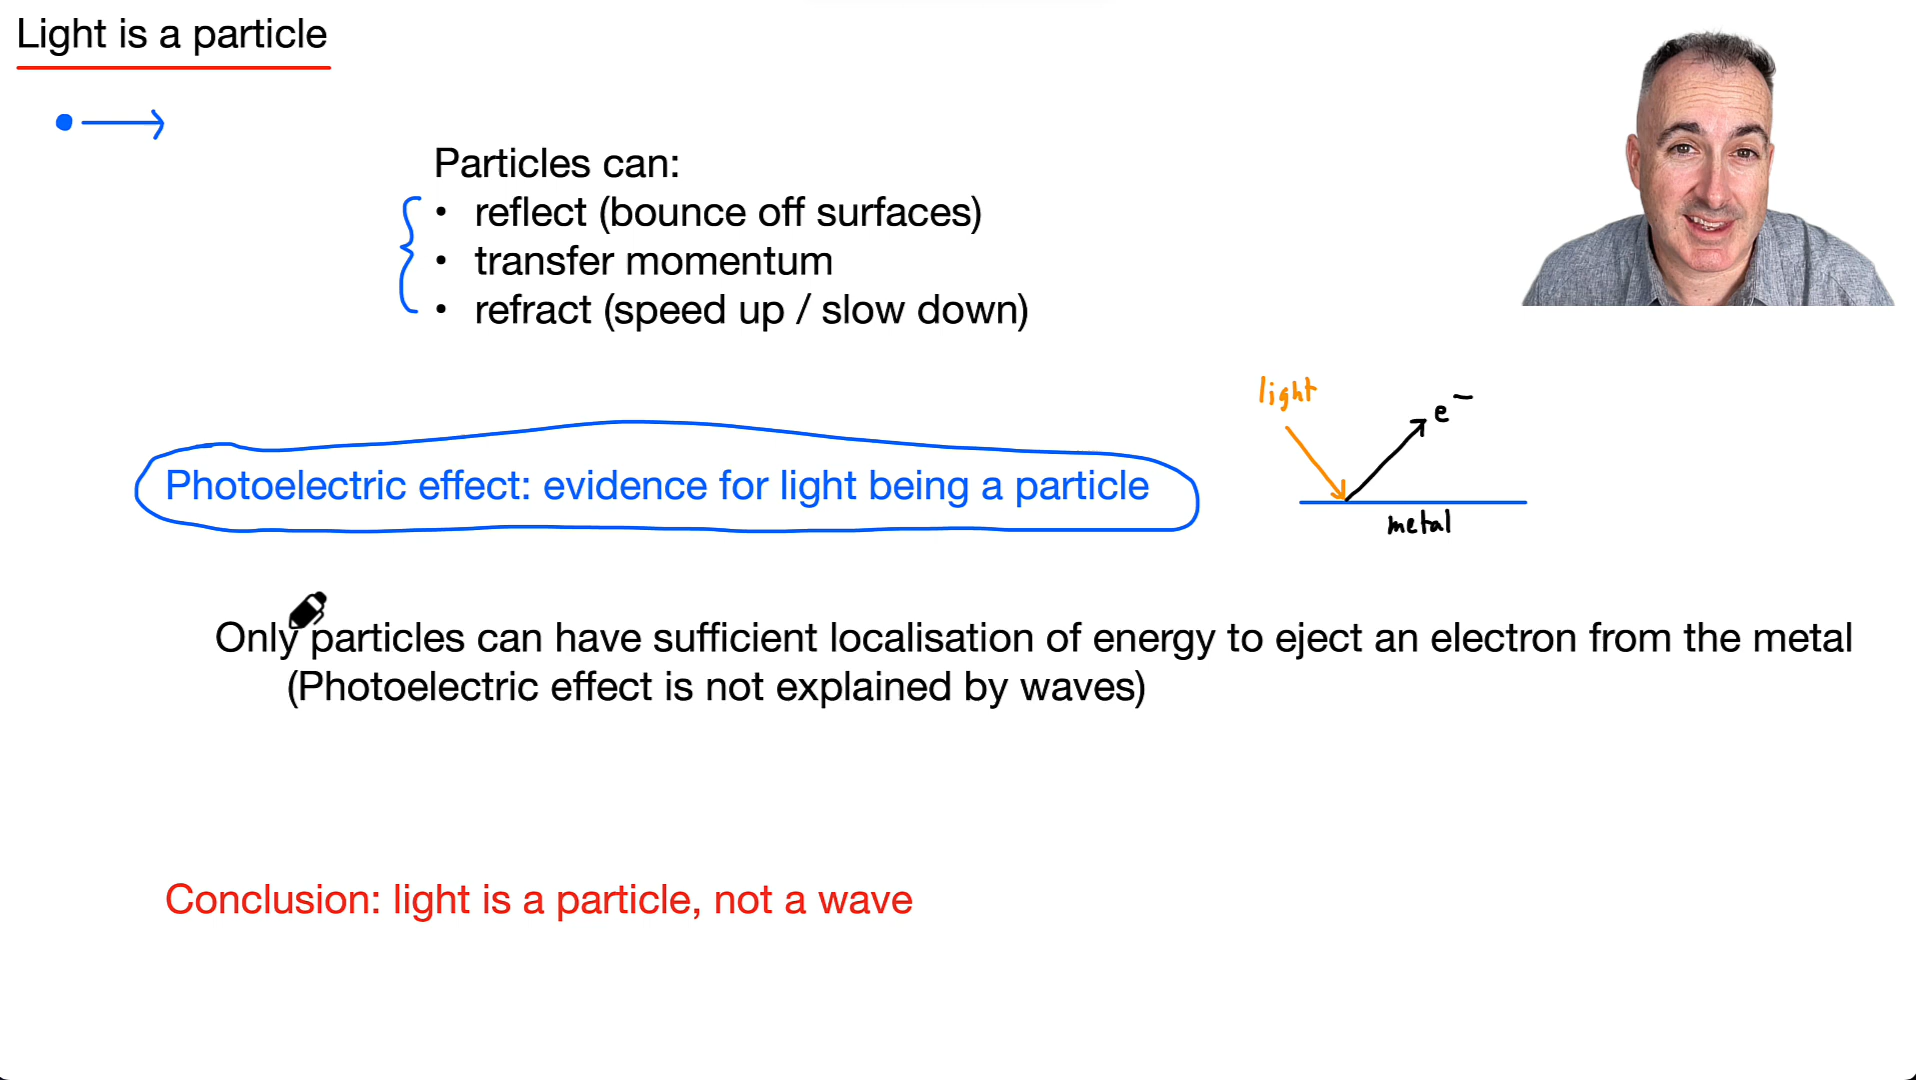 Light is a particle
Particles can:
• reflect (bounce off surfaces)
• transfer momentum
• refract (speed up / slow down)
light
e⁻
Photoelectric effect: evidence for light being a particle
metal
Only particles can have sufficient localisation of energy to eject an electron from the metal
(Photoelectric effect is not explained by waves)
Conclusion: light is a particle, not a wave